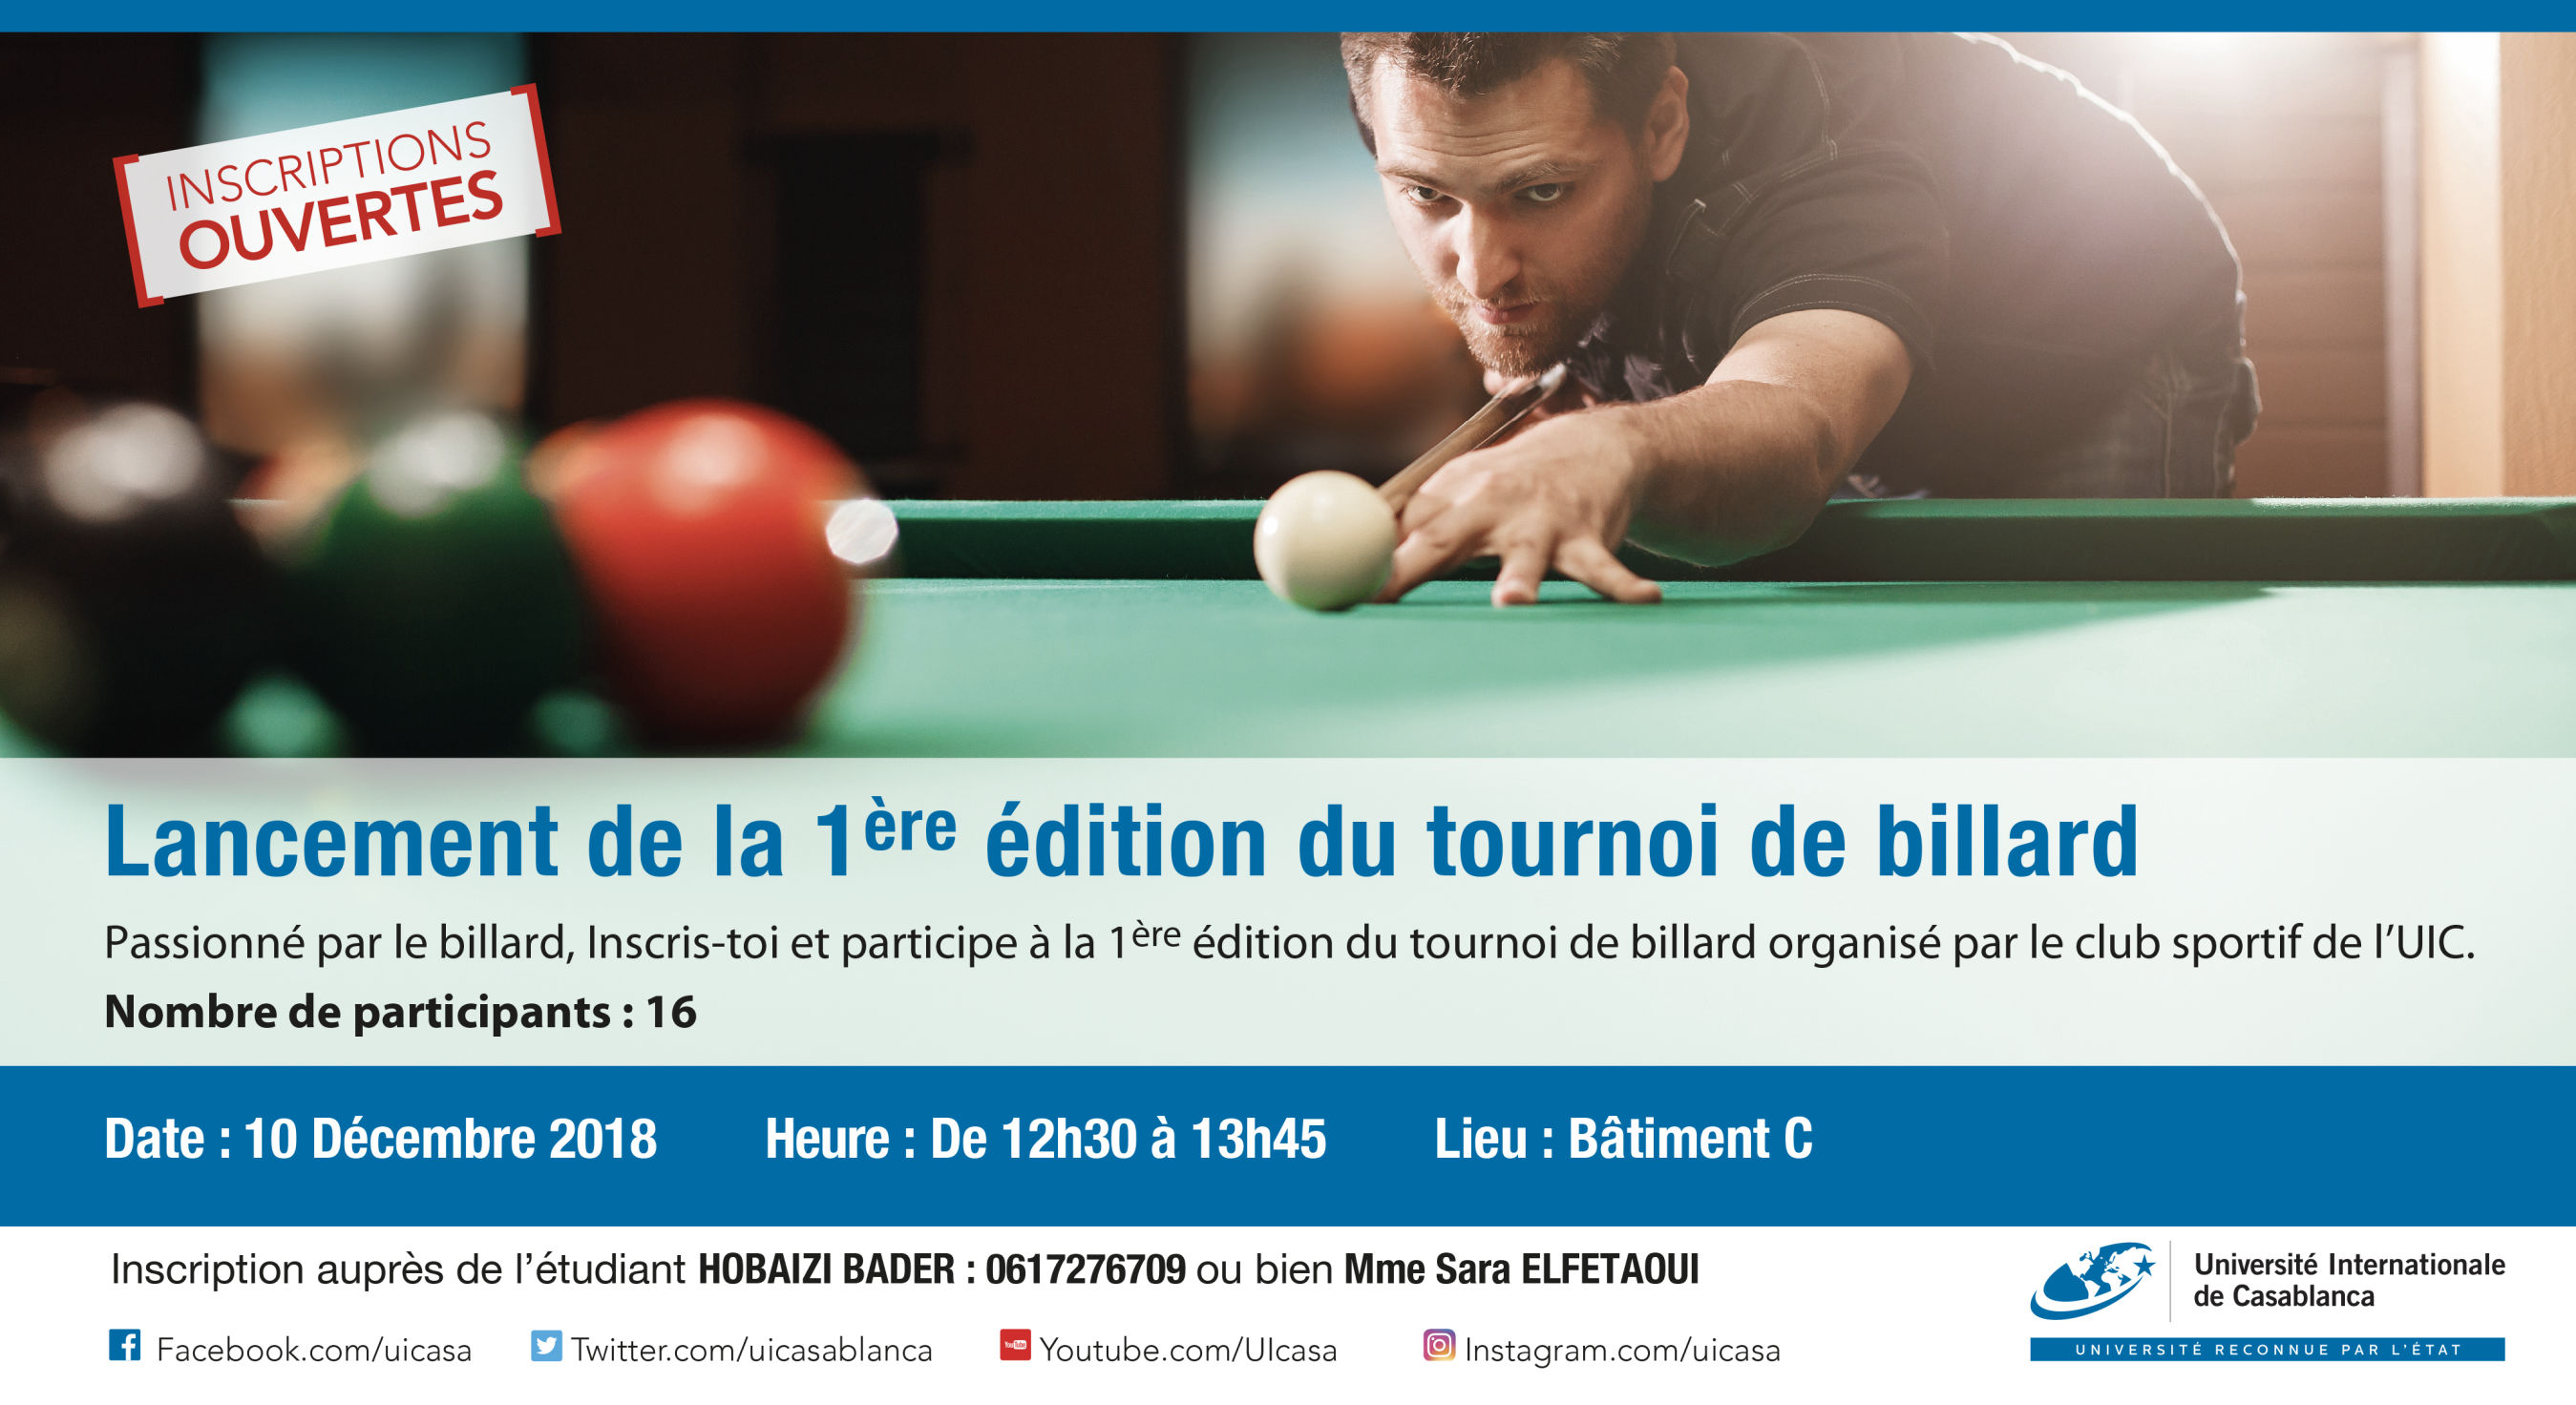 INSCRIPTIONS
OUVERTES
Lancement de la 1ère édition du tournoi de billard
Passionné par le billard, Inscris-toi et participe à la 1ère édition du tournoi de billard organisé par le club sportif de l’UIC.
Nombre de participants : 16
Date : 10 Décembre 2018 Heure : De 12h30 à 13h45 Lieu : Bâtiment C
Inscription auprès de l’étudiant HOBAIZI BADER : 0617276709 ou bien Mme Sara ELFETAOUI
Facebook.com/uicasa Twitter.com/uicasablanca YouTube Youtube.com/UIcasa Instagram.com/uicasa
Université Internationale
de Casablanca
UNIVERSITÉ RECONNUE PAR L’ÉTAT